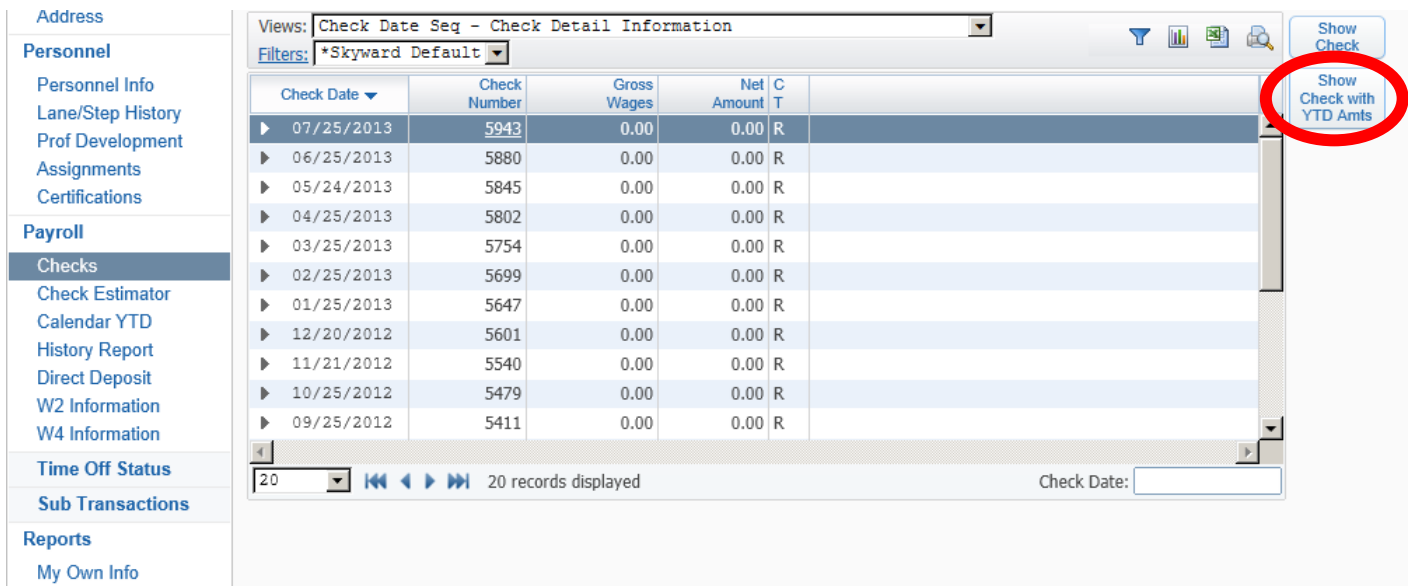 Address
Personnel
Personnel Info
Lane/Step History
Prof Development
Assignments
Certifications
Payroll
Checks
Check Estimator
Calendar YTD
History Report
Direct Deposit
W2 Information
W4 Information
Time Off Status
Sub Transactions
Reports
My Own Info
Views: Check Date Seq - Check Detail Information
Filters: *Skyward Default
Check Date Check Number Gross Wages Net Amount C T
07/25/2013 5943 0.00 0.00 R
06/25/2013 5880 0.00 0.00 R
05/24/2013 5845 0.00 0.00 R
04/25/2013 5802 0.00 0.00 R
03/25/2013 5754 0.00 0.00 R
02/25/2013 5699 0.00 0.00 R
01/25/2013 5647 0.00 0.00 R
12/20/2012 5601 0.00 0.00 R
11/21/2012 5540 0.00 0.00 R
10/25/2012 5479 0.00 0.00 R
09/25/2012 5411 0.00 0.00 R
20 20 records displayed Check Date:
Show
Check
Show
Check with
YTD Amts